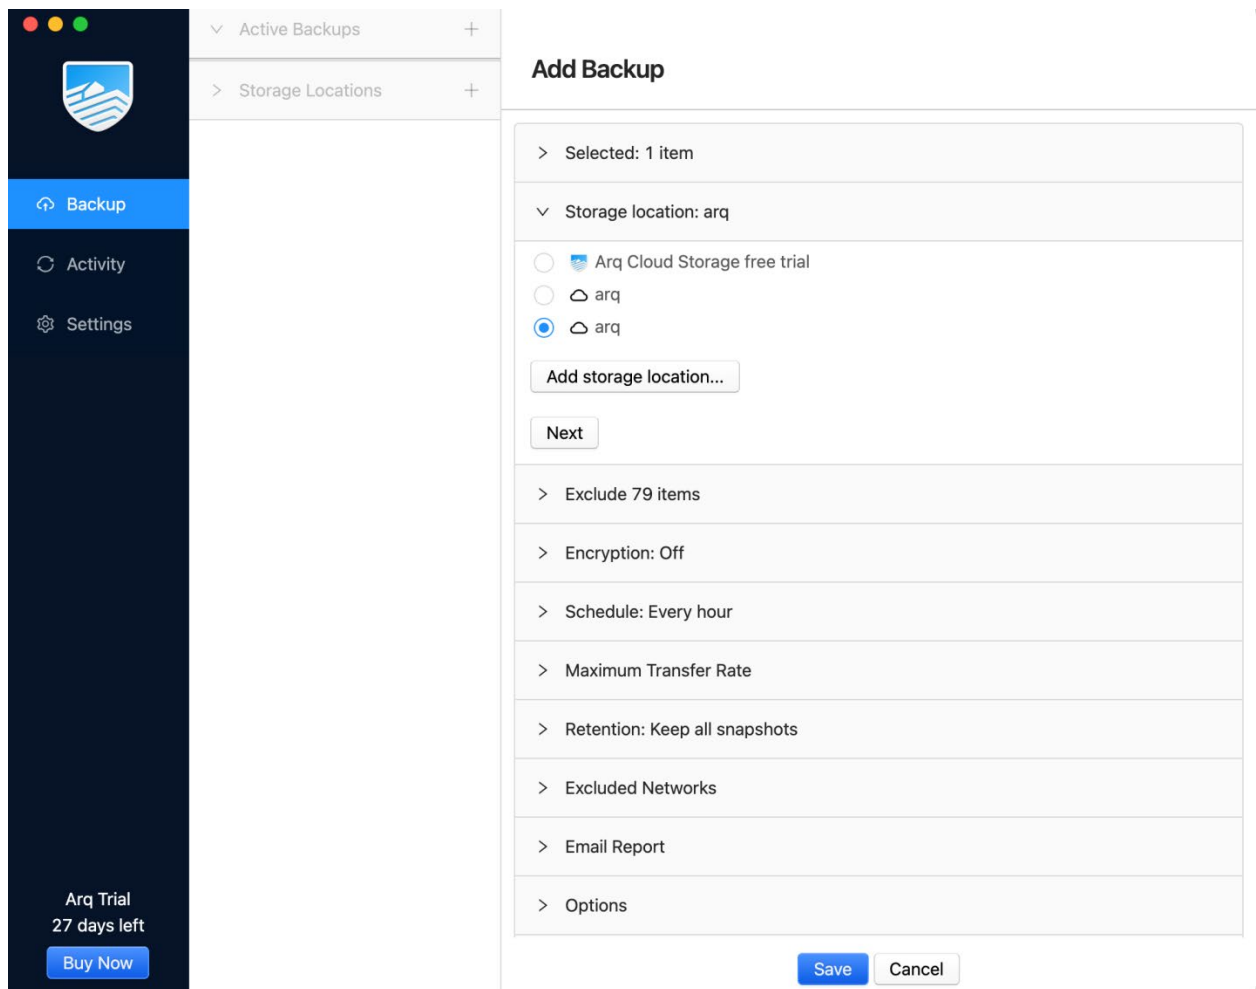 Active Backups
Storage Locations
Backup
Activity
Settings
Arq Trial
27 days left
Buy Now
Add Backup
Selected: 1 item
Storage location: arq
Arq Cloud Storage free trial
arq
arq
Add storage location...
Next
Exclude 79 items
Encryption: Off
Schedule: Every hour
Maximum Transfer Rate
Retention: Keep all snapshots
Excluded Networks
Email Report
Options
Save Cancel